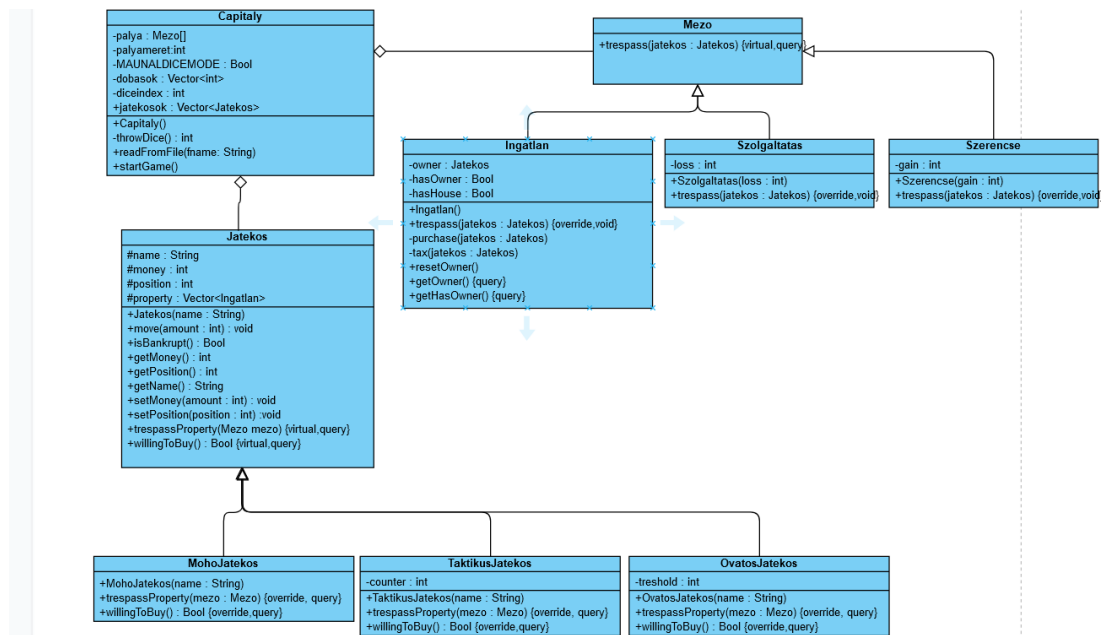 Capitaly
-palya : Mezo[]
-palyameret:int
-MAUNALDICEMODE : Bool
-dobasok : Vector<int>
-diceindex : int
+jatekosok : Vector<Jatekos>
+Capitaly()
-throwDice() : int
+readFromFile(fname: String)
+startGame()
Mezo
+trespass(jatekos : Jatekos) {virtual,query}
Ingatlan
-owner : Jatekos
-hasOwner : Bool
-hasHouse : Bool
+Ingatlan()
+trespass(jatekos : Jatekos) {override,void}
-purchase(jatekos : Jatekos)
-tax(jatekos : Jatekos)
+resetOwner()
+getOwner() {query}
+getHasOwner() {query}
Szolgaltatas
-loss : int
+Szolgaltatas(loss : int)
+trespass(jatekos : Jatekos) {override,void}
Szerencse
-gain : int
+Szerencse(gain : int)
+trespass(jatekos : Jatekos) {override,void}
Jatekos
#name : String
#money : int
#position : int
#property : Vector<Ingatlan>
+Jatekos(name : String)
+move(amount : int) : void
+isBankrupt() : Bool
+getMoney() : int
+getPosition() : int
+getName() : String
+setMoney(amount : int) : void
+setPosition(position : int) :void
+trespassProperty(Mezo mezo) {virtual,query}
+willingToBuy() : Bool {virtual,query}
MohoJatekos
+MohoJatekos(name : String)
+trespassProperty(mezo : Mezo) {override, query}
+willingToBuy() : Bool {override,query}
TaktikusJatekos
-counter : int
+TaktikusJatekos(name : String)
+trespassProperty(mezo : Mezo) {override, query}
+willingToBuy() : Bool {override,query}
OvatosJatekos
-treshold : int
+OvatosJatekos(name : String)
+trespassProperty(mezo : Mezo) {override, query}
+willingToBuy() : Bool {override,query}